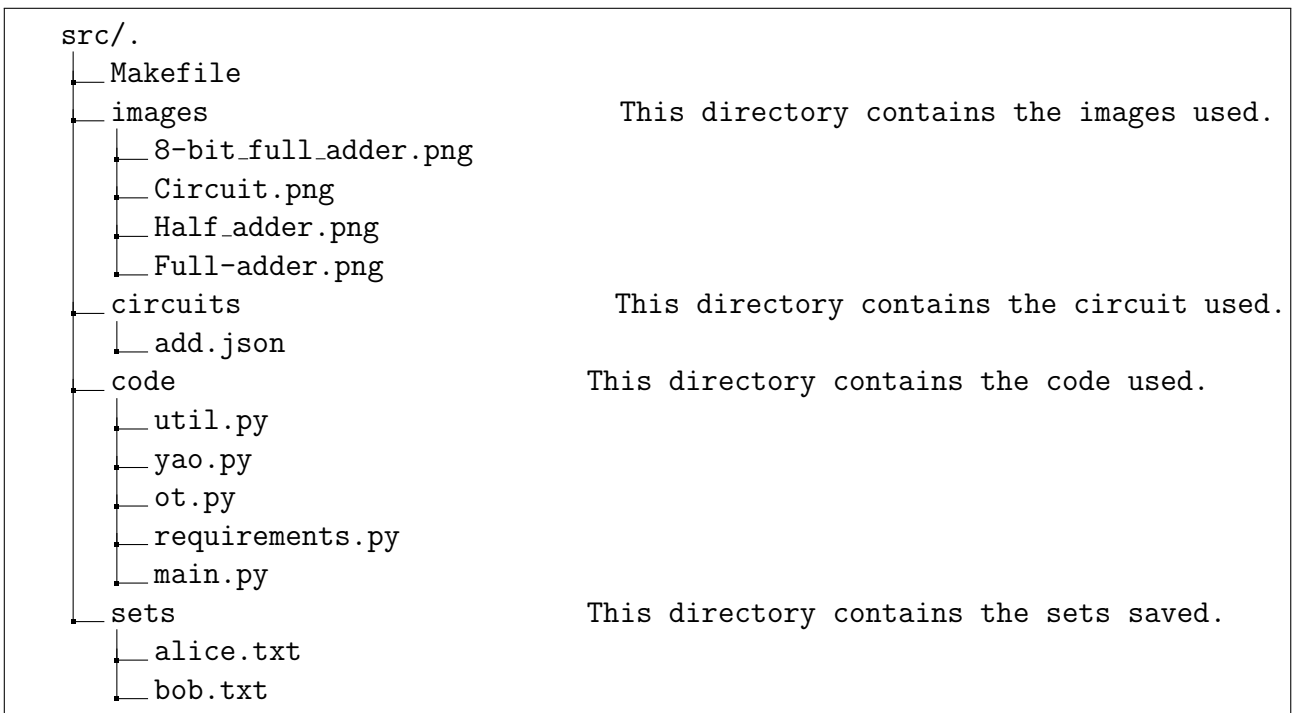 src/.
Makefile
images This directory contains the images used.
8-bit_full_adder.png
Circuit.png
Half_adder.png
Full-adder.png
circuits This directory contains the circuit used.
add.json
code This directory contains the code used.
util.py
yao.py
ot.py
requirements.py
main.py
sets This directory contains the sets saved.
alice.txt
bob.txt